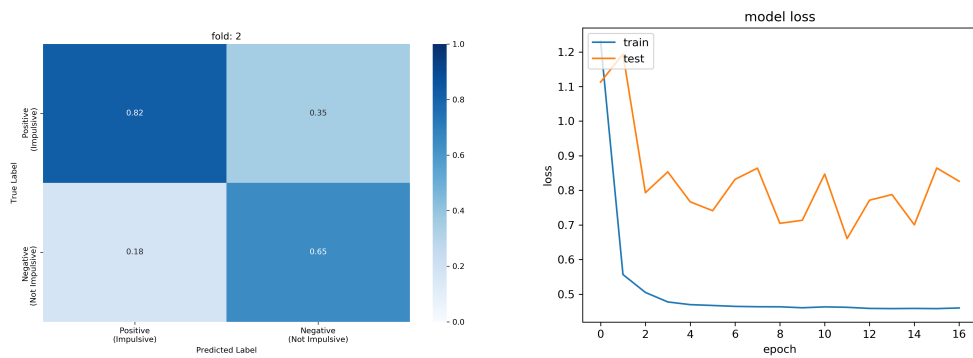 fold: 2
True Label
Positive
(Impulsive)
Negative
(Not Impulsive)
0.82
0.35
0.18
0.65
Positive
(Impulsive)
Negative
(Not Impulsive)
Predicted Label
1.0
0.8
0.6
0.4
0.2
0.0
model loss
train
test
loss
1.2
1.1
1.0
0.9
0.8
0.7
0.6
0.5
0 2 4 6 8 10 12 14 16
epoch